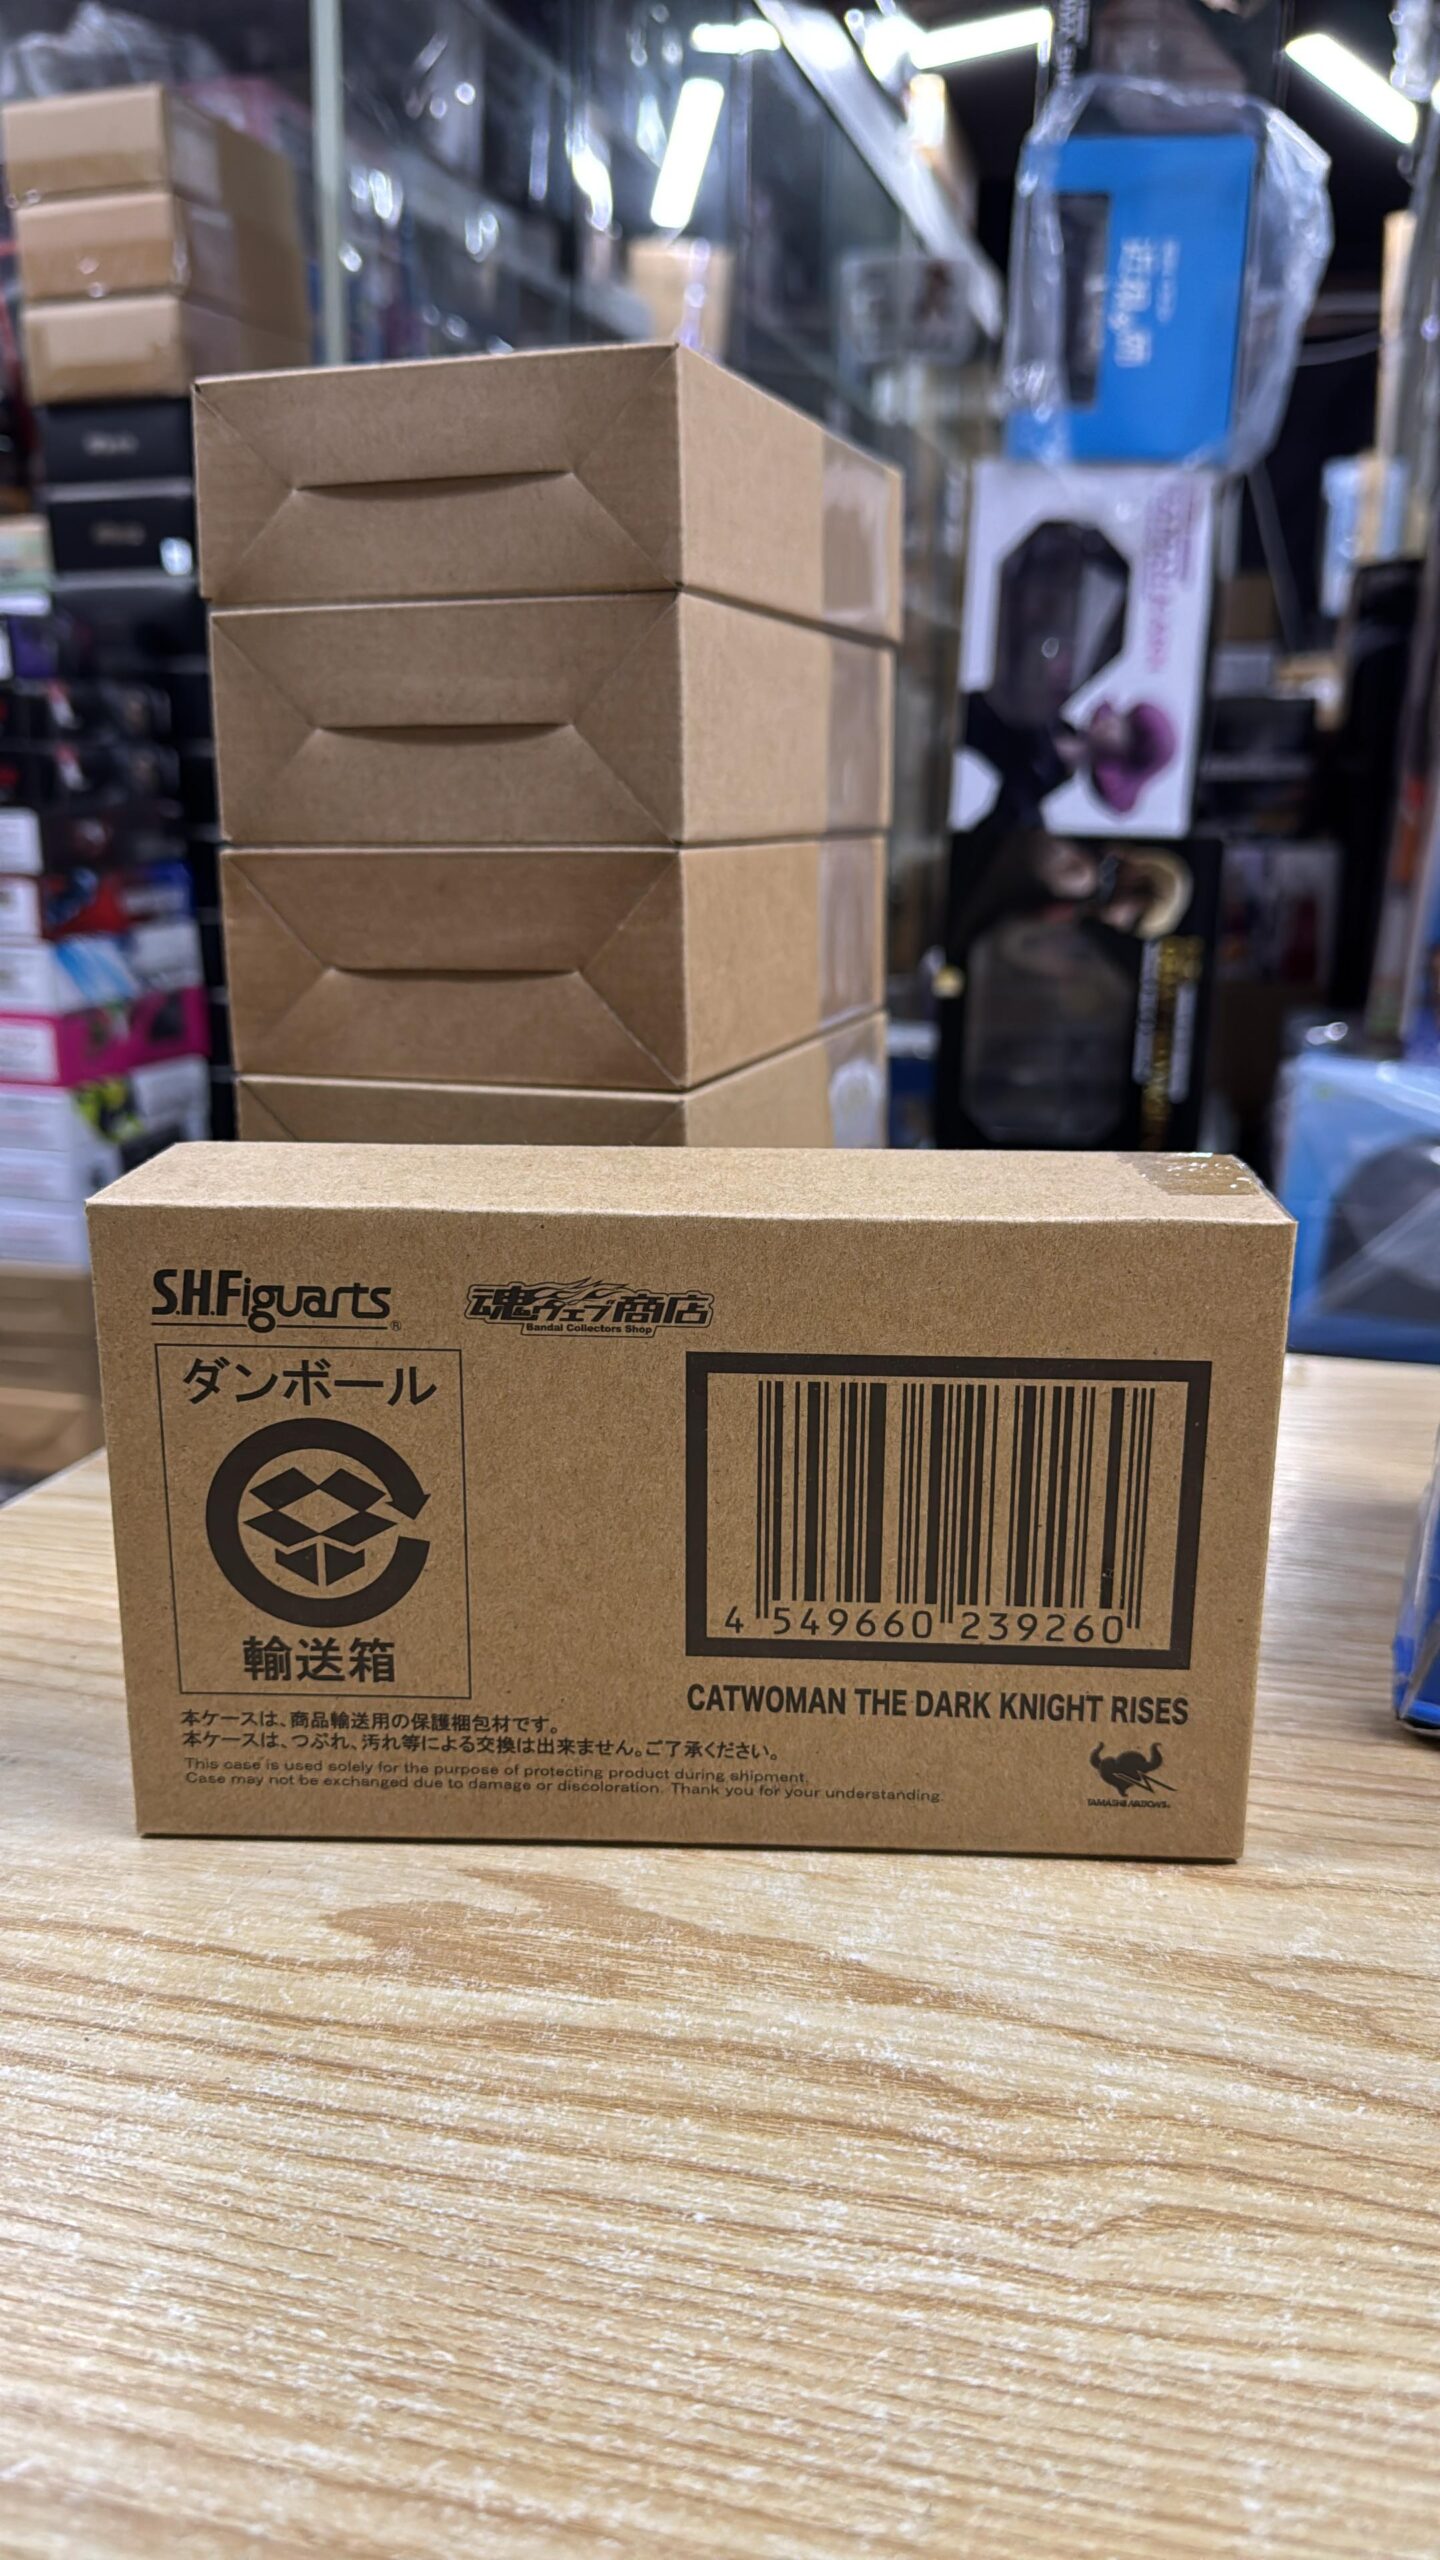 S.H.Figuarts®
魂ウェブ商店
Bandai Collectors Shop
ダンボール
輸送箱
4 549660 239260
CATWOMAN THE DARK KNIGHT RISES
本ケースは、商品輸送用の保護梱包材です。
本ケースは、つぶれ、汚れ等による交換は出来ません。ご了承ください。
This case is used solely for the purpose of protecting product during shipment.
Case may not be exchanged due to damage or discoloration. Thank you for your understanding.
TAMASHII NATIONS